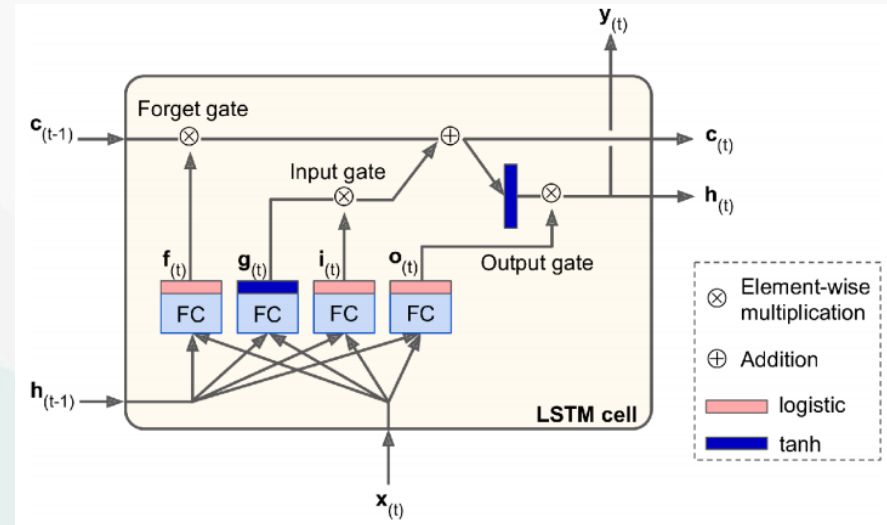 y(t)
Forget gate
c(t-1)
c(t)
Input gate
h(t)
f(t) g(t) i(t) o(t)
Output gate
FC FC FC FC
Element-wise
multiplication
Addition
h(t-1)
LSTM cell
logistic
tanh
x(t)